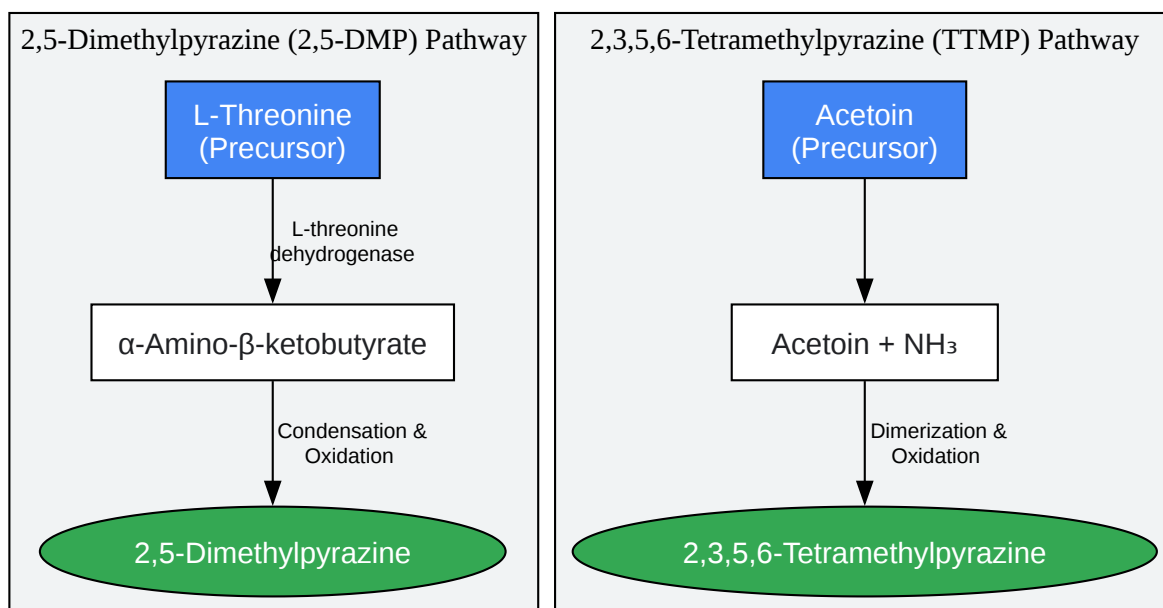 2,5-Dimethylpyrazine (2,5-DMP) Pathway
L-Threonine
(Precursor)
L-threonine
dehydrogenase
α-Amino-β-ketobutyrate
Condensation &
Oxidation
2,5-Dimethylpyrazine
2,3,5,6-Tetramethylpyrazine (TTMP) Pathway
Acetoin
(Precursor)
Acetoin + NH₃
Dimerization &
Oxidation
2,3,5,6-Tetramethylpyrazine